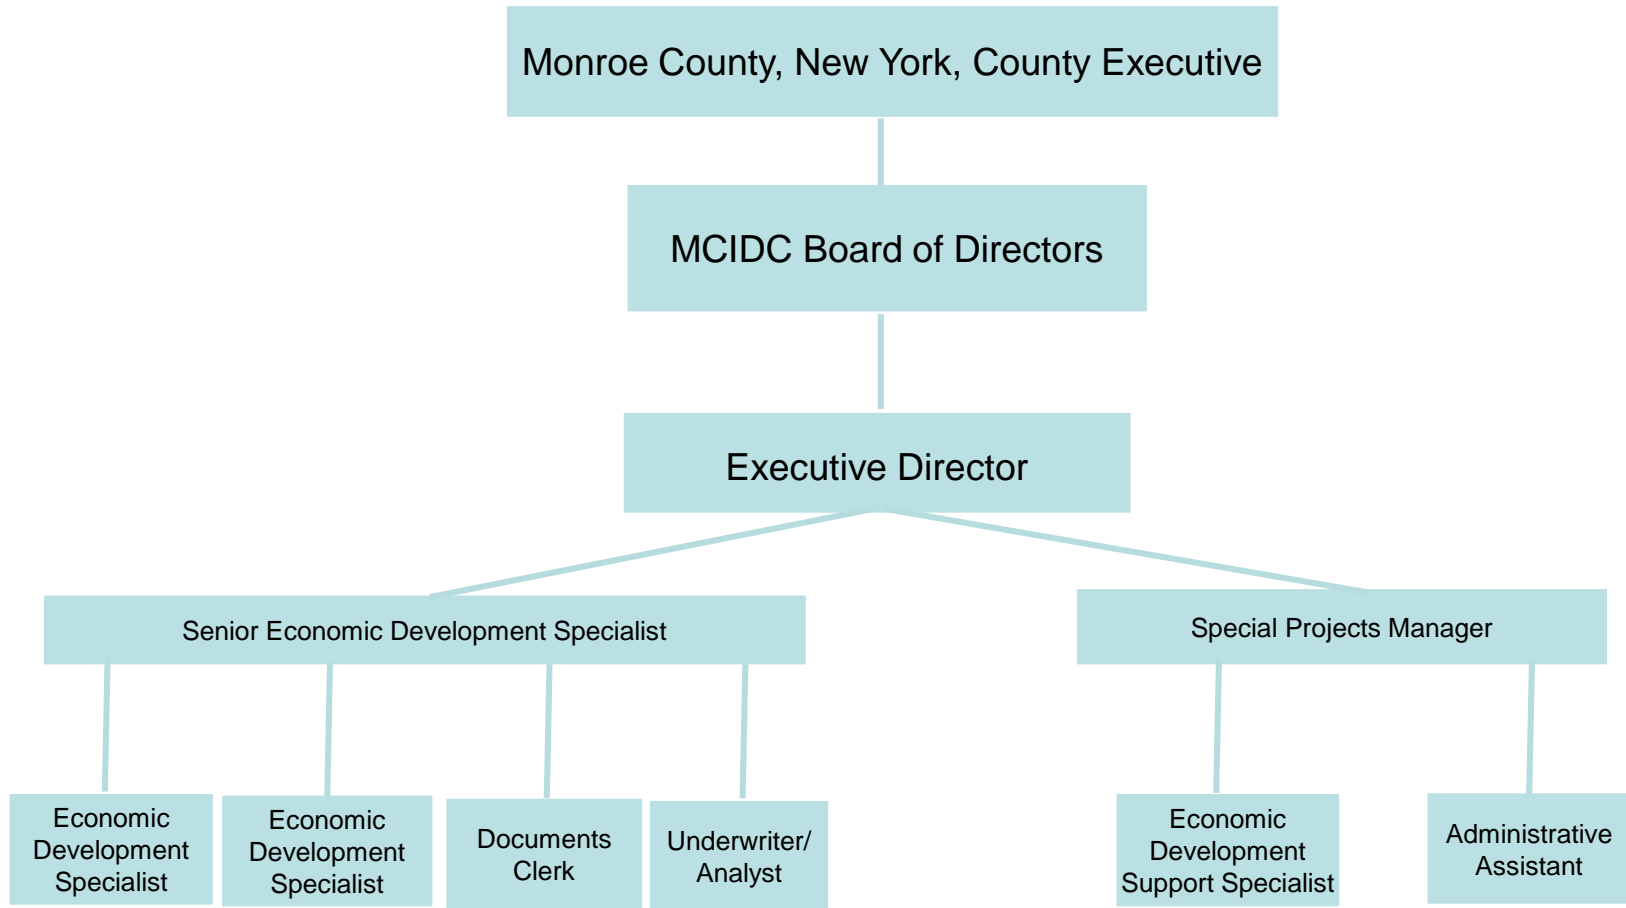 Monroe County, New York, County Executive
MCIDC Board of Directors
Executive Director
Senior Economic Development Specialist
Special Projects Manager
Economic
Development
Specialist
Economic
Development
Specialist
Documents
Clerk
Underwriter/
Analyst
Economic
Development
Support Specialist
Administrative
Assistant